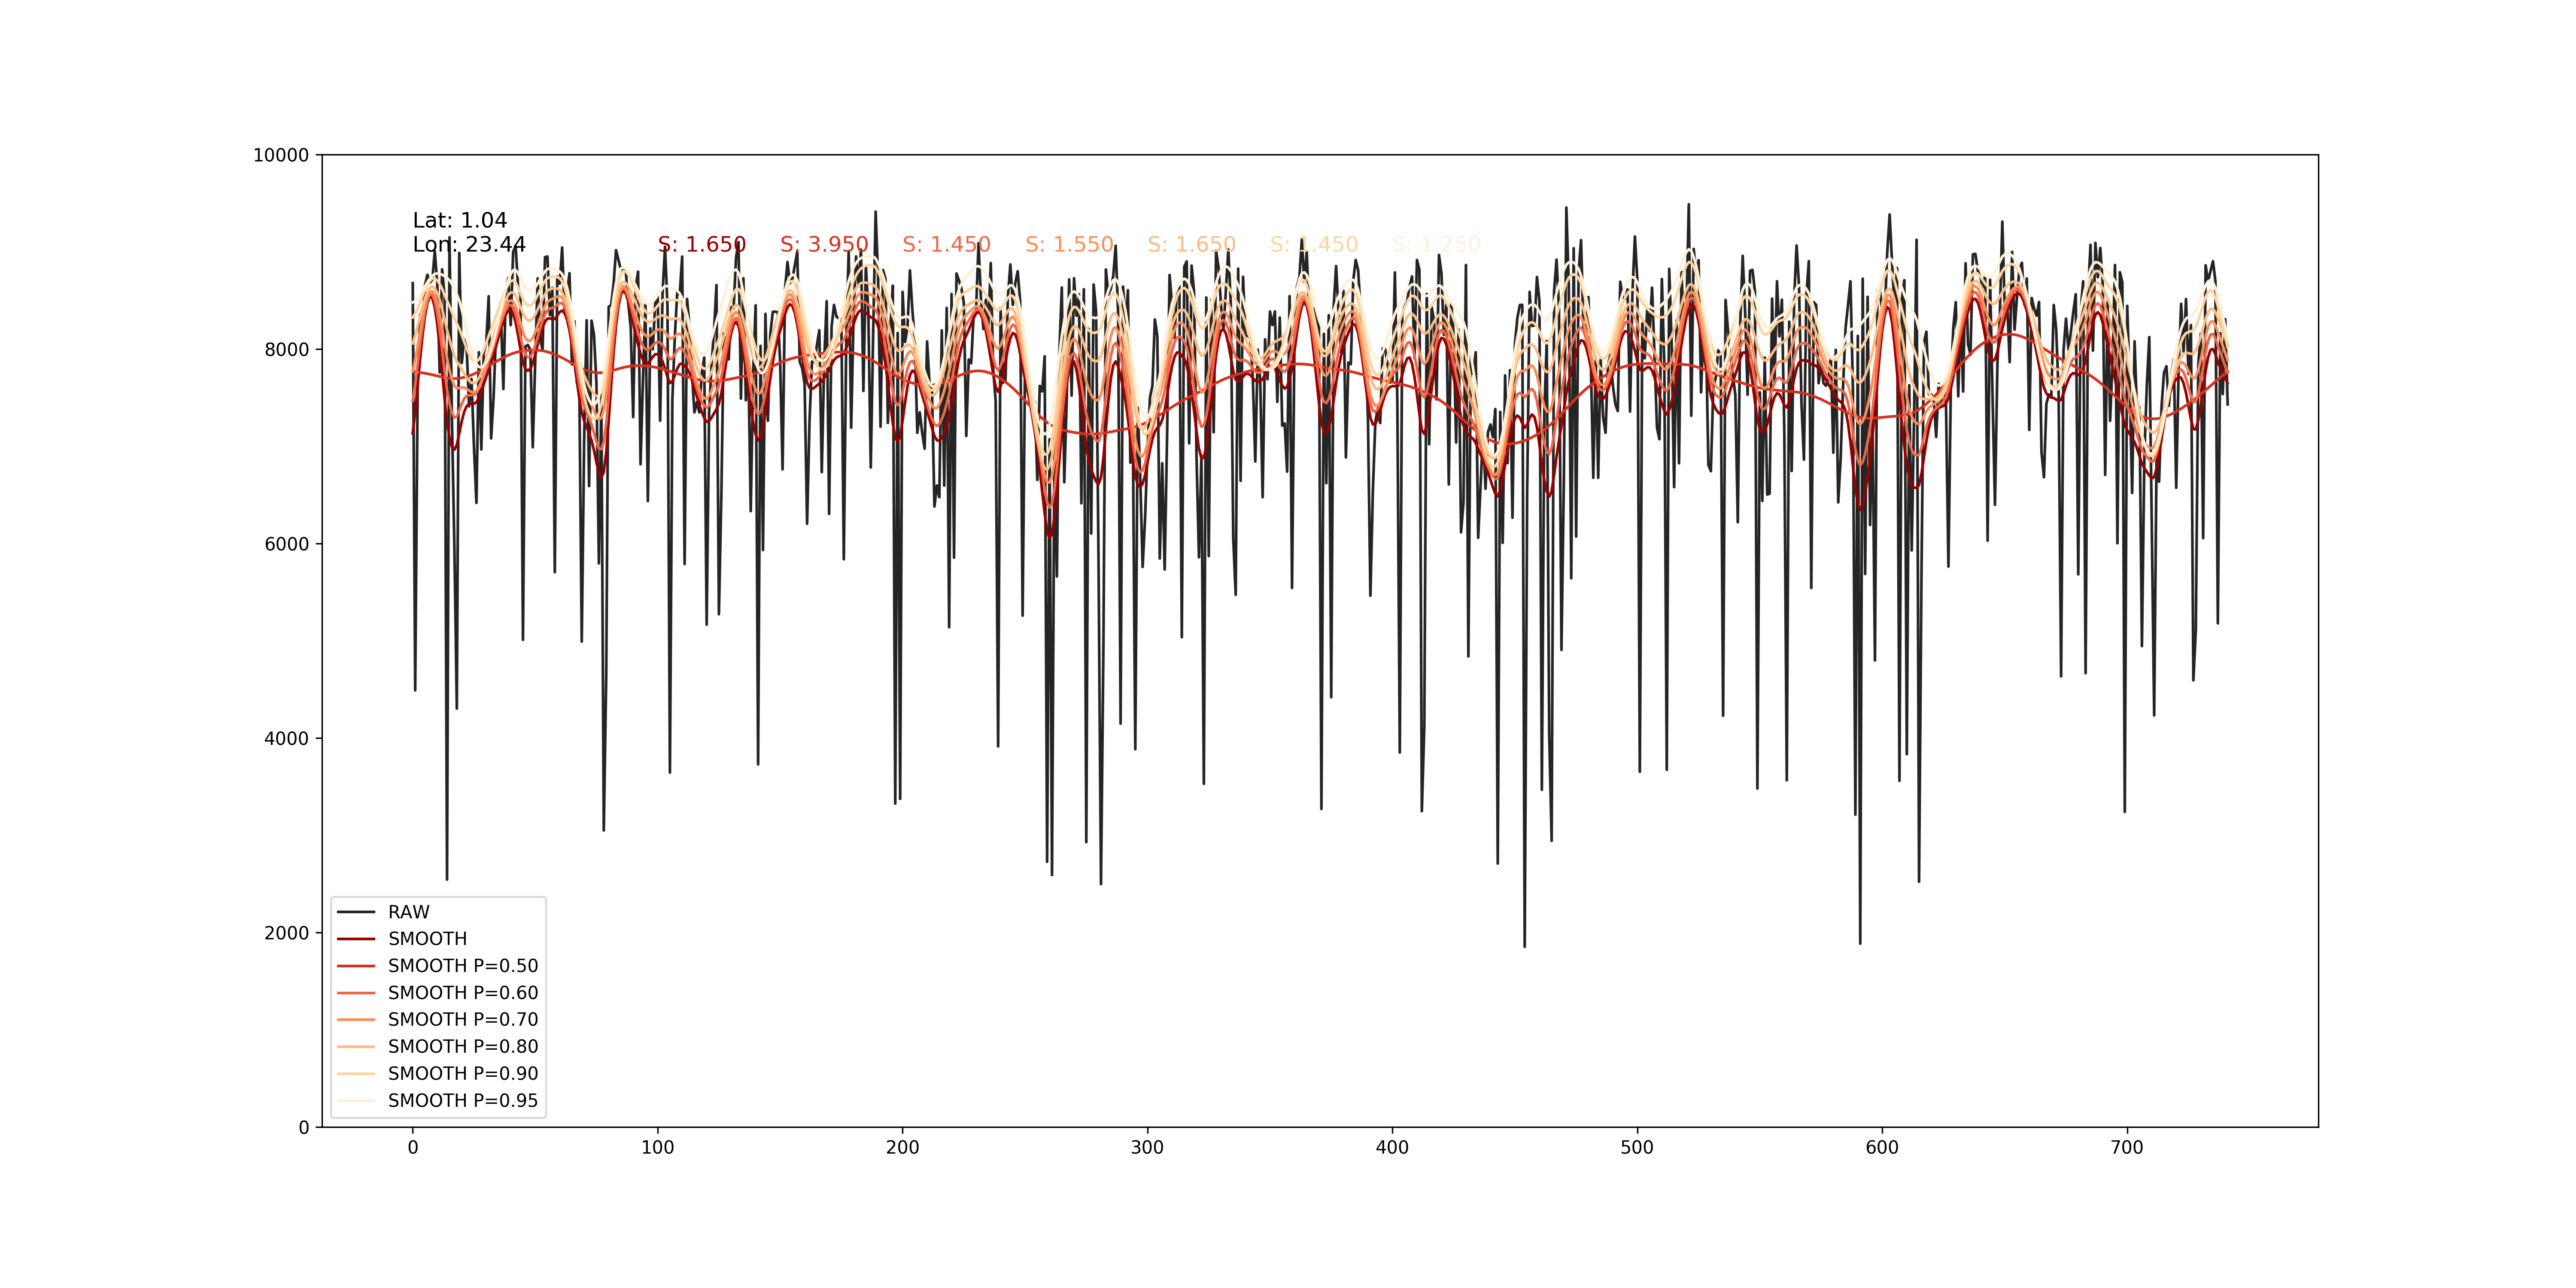 10000
8000
6000
4000
2000
0
Lat: 1.04
Lon: 23.44 S: 1.650 S: 3.950 S: 1.450 S: 1.550 S: 1.650 S: 1.450 S: 1.250
RAW
SMOOTH
SMOOTH P=0.50
SMOOTH P=0.60
SMOOTH P=0.70
SMOOTH P=0.80
SMOOTH P=0.90
SMOOTH P=0.95
0 100 200 300 400 500 600 700